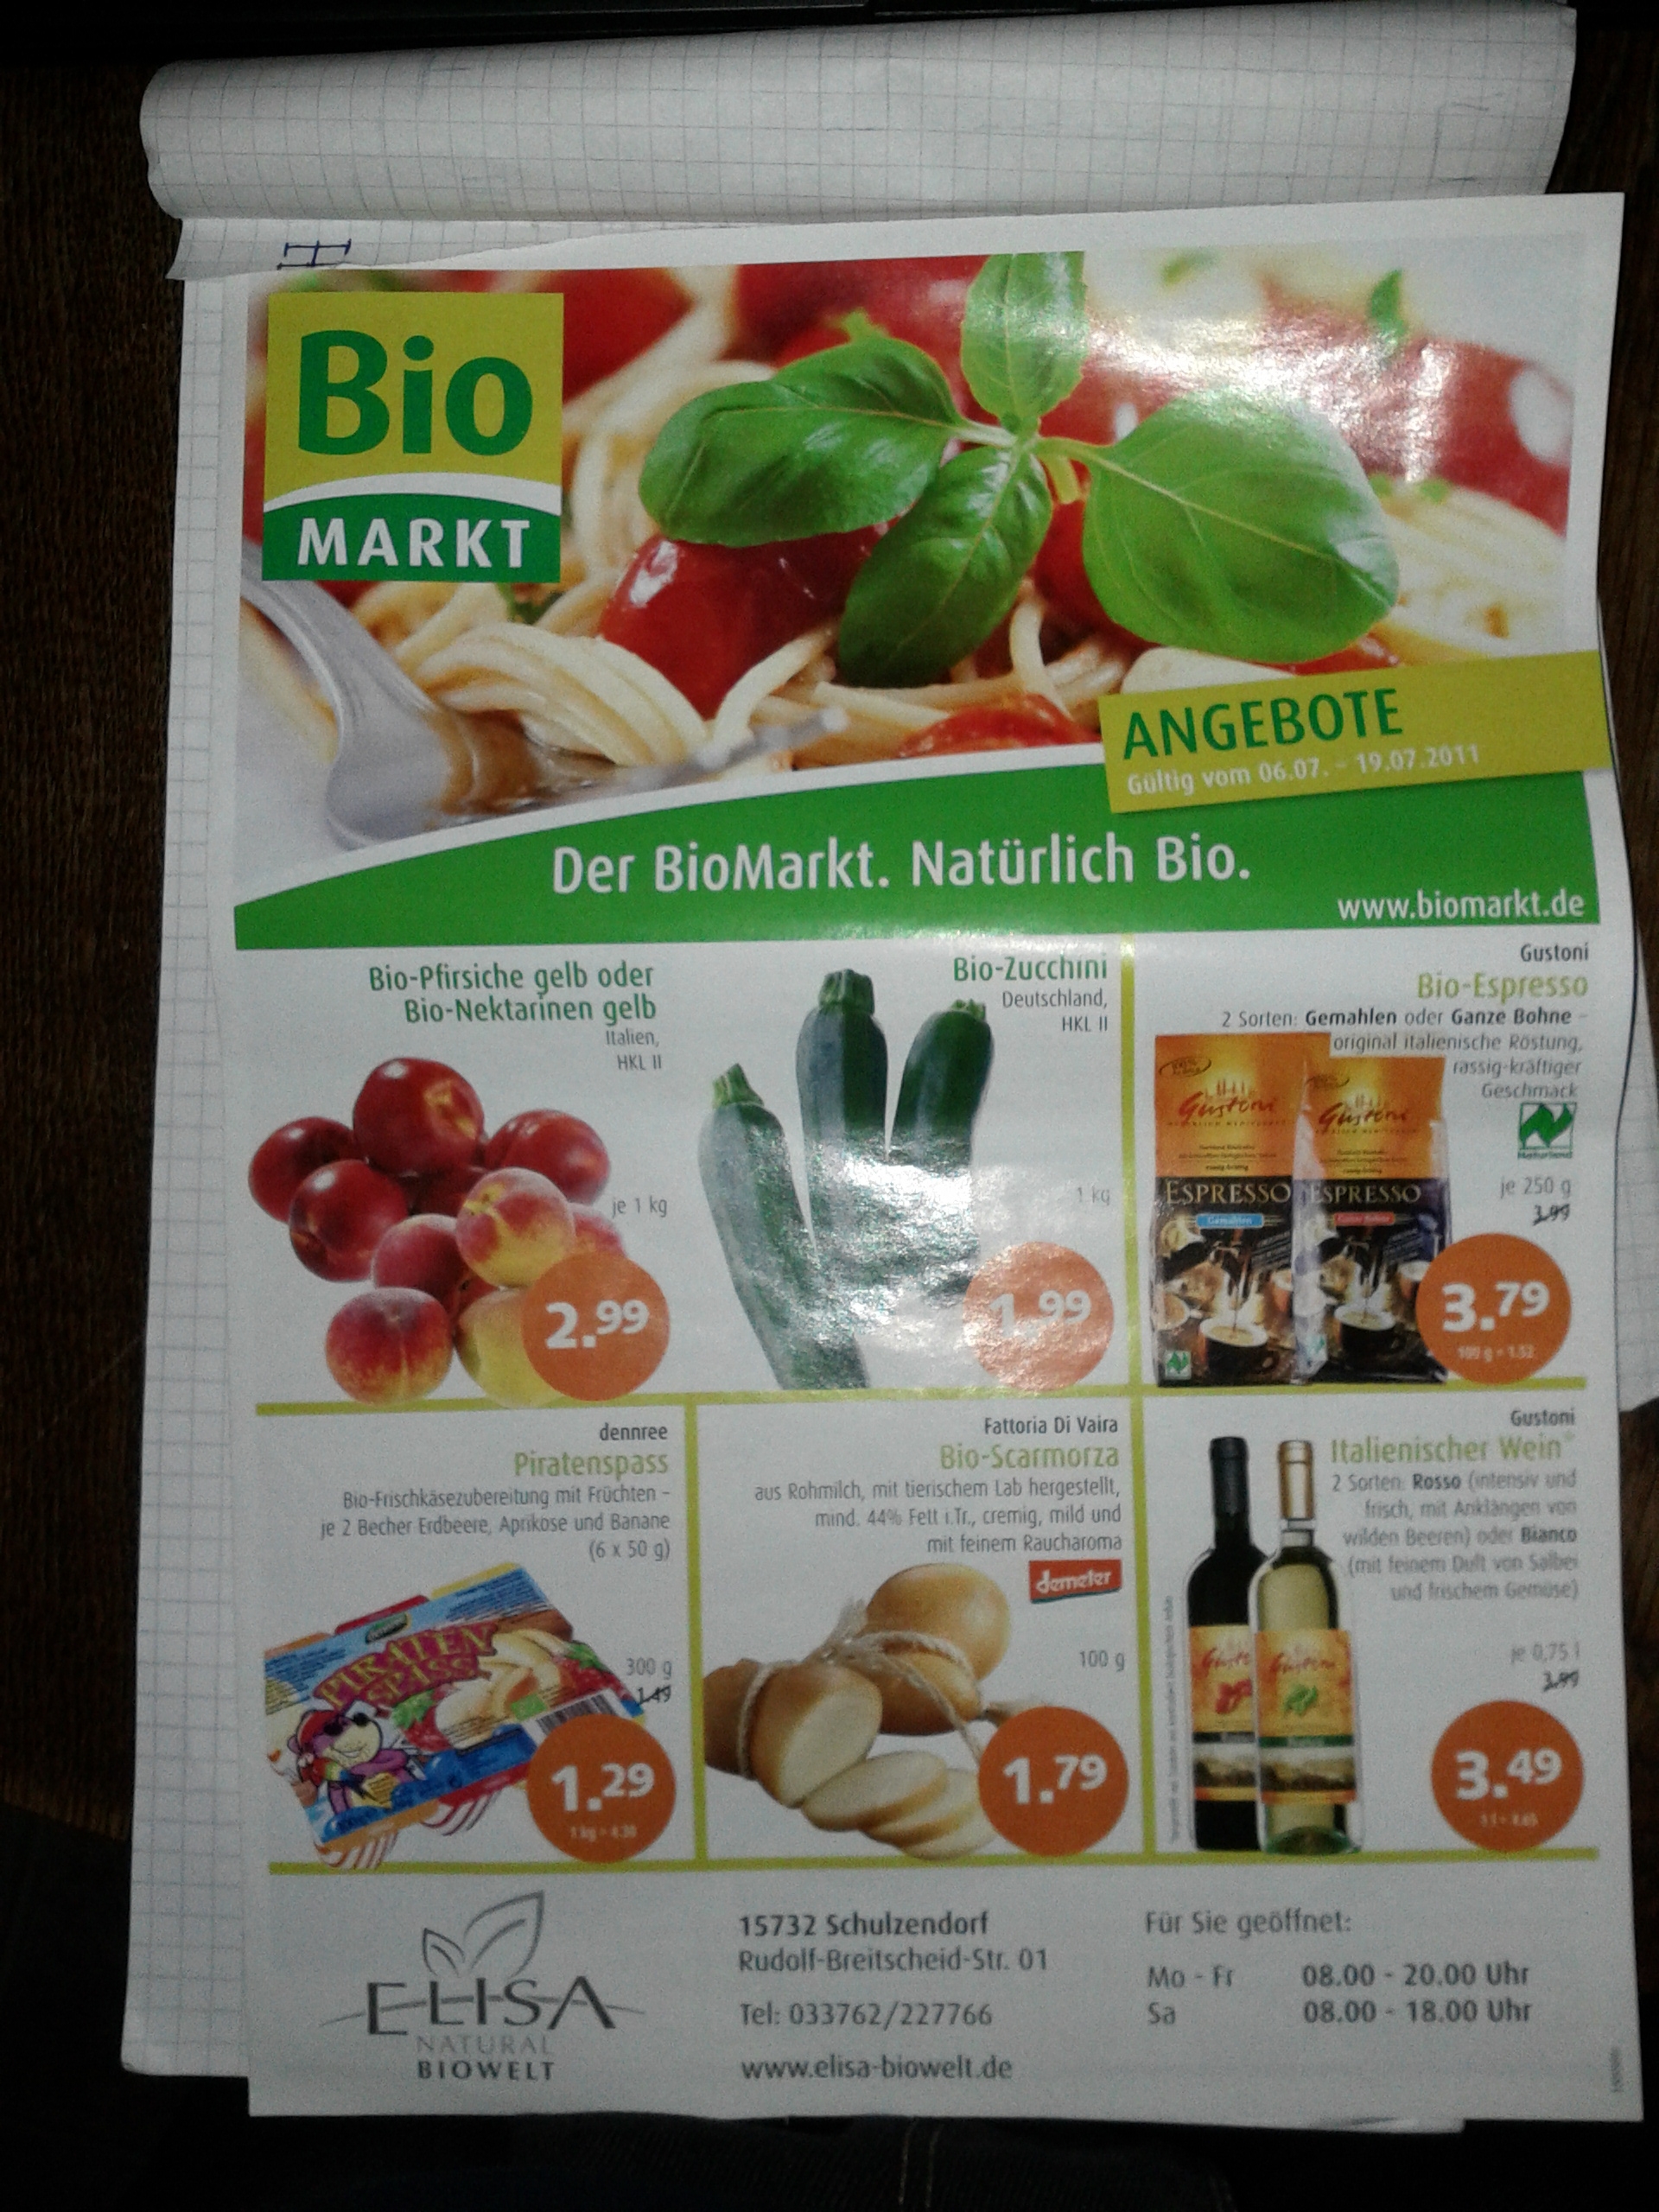 H
Bio
MARKT
ANGEBOTE
Gültig vom 06.07. - 19.07.2011
Der BioMarkt. Natürlich Bio.
www.biomarkt.de
Bio-Pfirsiche gelb oder
Bio-Nektarinen gelb
Italien,
HKL II
je 1 kg
2.99
Bio-Zucchini
Deutschland,
HKL II
1 kg
1.99
Gustoni
Bio-Espresso
2 Sorten: Gemahlen oder Ganze Bohne -
original italienische Röstung,
rassig-kräftiger
Geschmack
Naturland
Gustoni
ESPRESSO
Gemahlen
Gustoni
ESPRESSO
je 250 g
3.99
3.79
100 g = 1.52
dennree
Piratenspass
Bio-Frischkäsezubereitung mit Früchten -
je 2 Becher Erdbeere, Aprikose und Banane
(6 x 50 g)
PIRATEN
SPASS
300 g
1.49
1.29
1 kg = 4.30
Fattoria Di Vaira
Bio-Scarmorza
aus Rohmilch, mit tierischem Lab hergestellt,
mind. 44% Fett i.Tr., cremig, mild und
mit feinem Raucharoma
demeter
100 g
1.79
Gustoni
Italienischer Wein*
2 Sorten: Rosso (intensiv und
frisch, mit Anklängen von
wilden Beeren) oder Bianco
(mit feinem Duft von Salbei
und frischem Gemüse)
Gustoni
je 0,75 l
3.99
3.49
1 l = 4.65
ELISA
NATURAL
BIOWELT
15732 Schulzendorf
Rudolf-Breitscheid-Str. 01
Tel: 033762/227766
www.elisa-biowelt.de
Für Sie geöffnet:
Mo - Fr 08.00 - 20.00 Uhr
Sa 08.00 - 18.00 Uhr